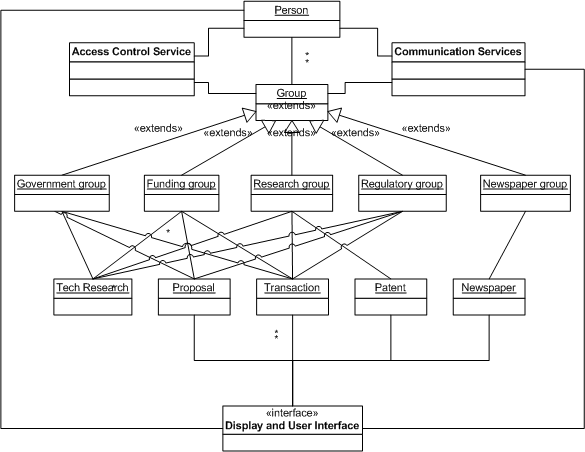 Person
Access Control Service
Communication Services
*
*
Group
«extends»
«extends»
«extends»
«extends»
«extends»
«extends»
Government group
Funding group
Research group
Regulatory group
Newspaper group
*
Tech Research
*
Proposal
Transaction
Patent
Newspaper
*
*
«interface»
Display and User Interface